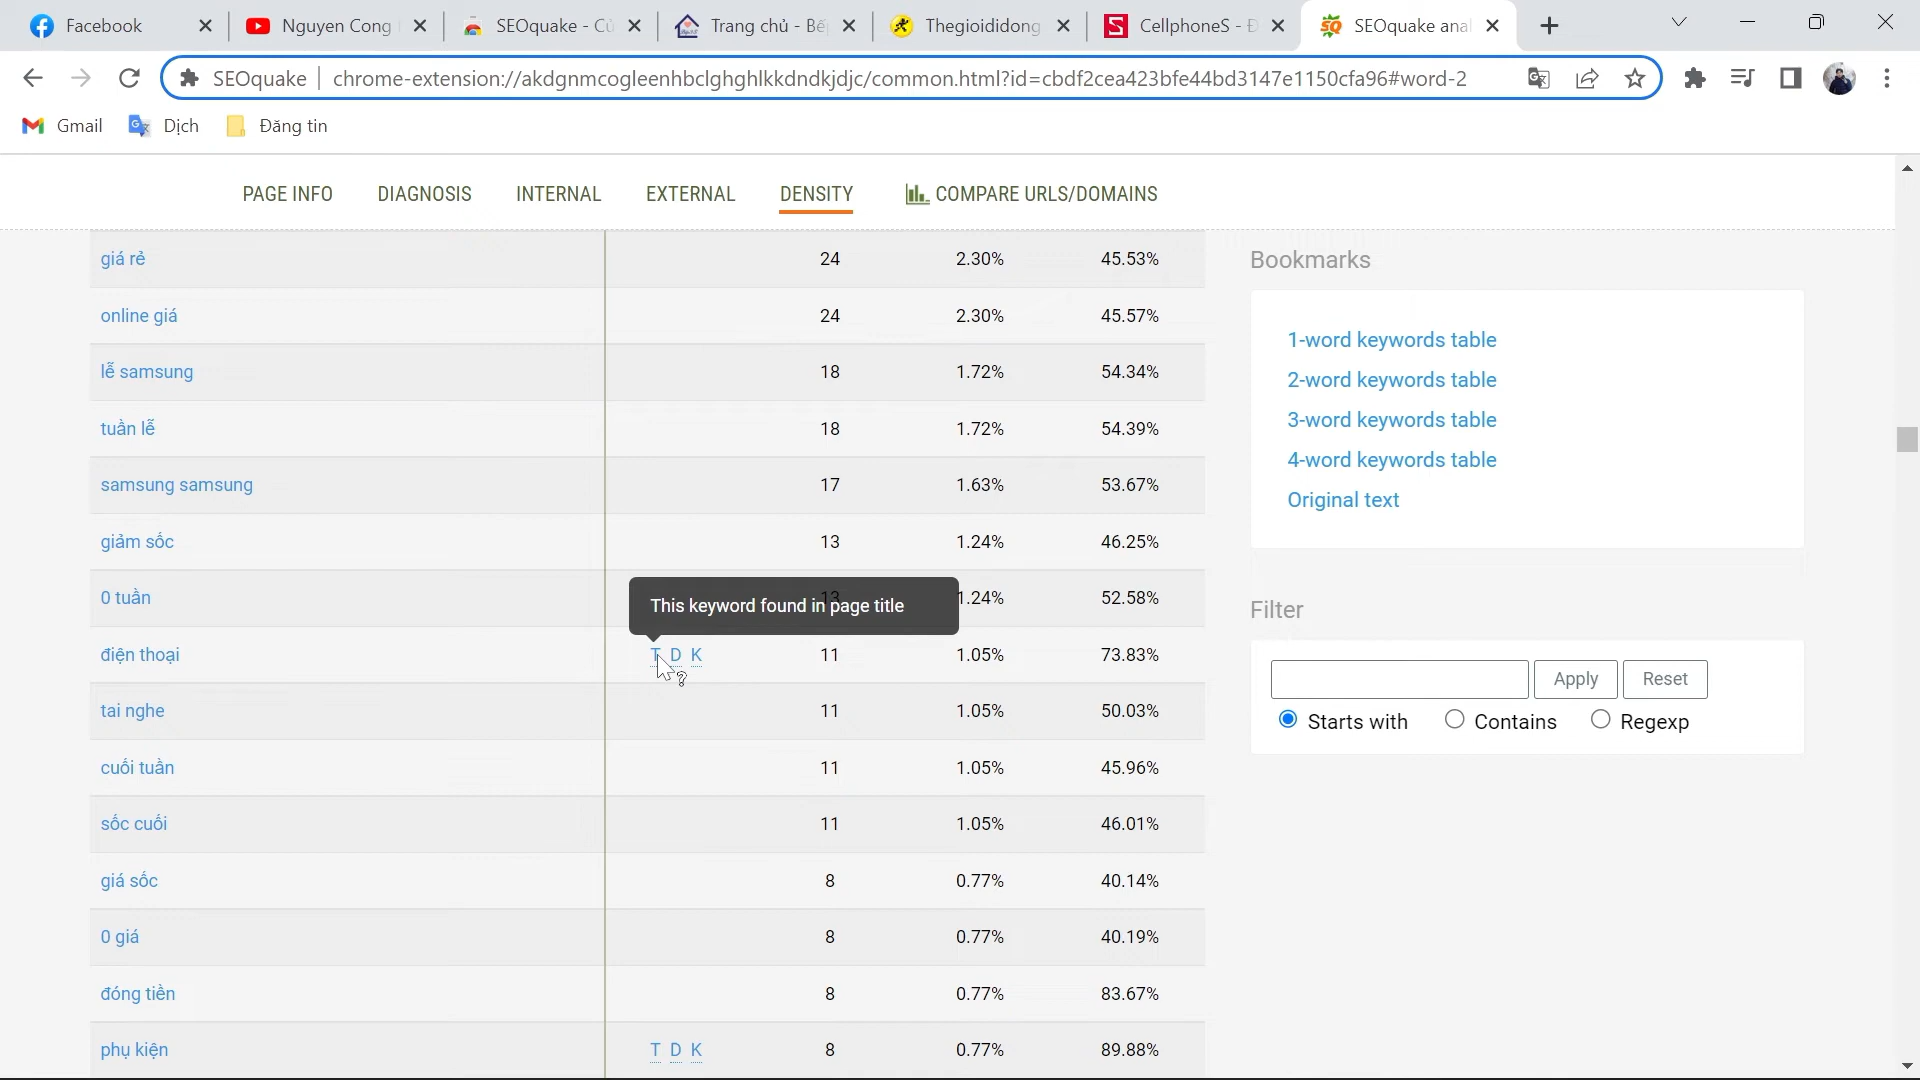 Facebook
Nguyen Cong
SEOquake - Cử
Trang chủ - Bế
Thegioididong
CellphoneS - Đ
SEOquake anal
SEOquake
chrome-extension://akdgnmcogleenhbclghghlkkdndkjdjc/common.html?id=cbdf2cea423bfe44bd3147e1150cfa96#word-2
Gmail
Dịch
Đăng tin
PAGE INFO
DIAGNOSIS
INTERNAL
EXTERNAL
DENSITY
COMPARE URLS/DOMAINS
giá rẻ 24 2.30% 45.53%
online giá 24 2.30% 45.57%
lễ samsung 18 1.72% 54.34%
tuần lễ 18 1.72% 54.39%
samsung samsung 17 1.63% 53.67%
giảm sốc 13 1.24% 46.25%
0 tuần 13 1.24% 52.58%
This keyword found in page title
điện thoại T D K 11 1.05% 73.83%
tai nghe 11 1.05% 50.03%
cuối tuần 11 1.05% 45.96%
sốc cuối 11 1.05% 46.01%
giá sốc 8 0.77% 40.14%
0 giá 8 0.77% 40.19%
đóng tiền 8 0.77% 83.67%
phụ kiện T D K 8 0.77% 89.88%
Bookmarks
1-word keywords table
2-word keywords table
3-word keywords table
4-word keywords table
Original text
Filter
Apply
Reset
Starts with
Contains
Regexp